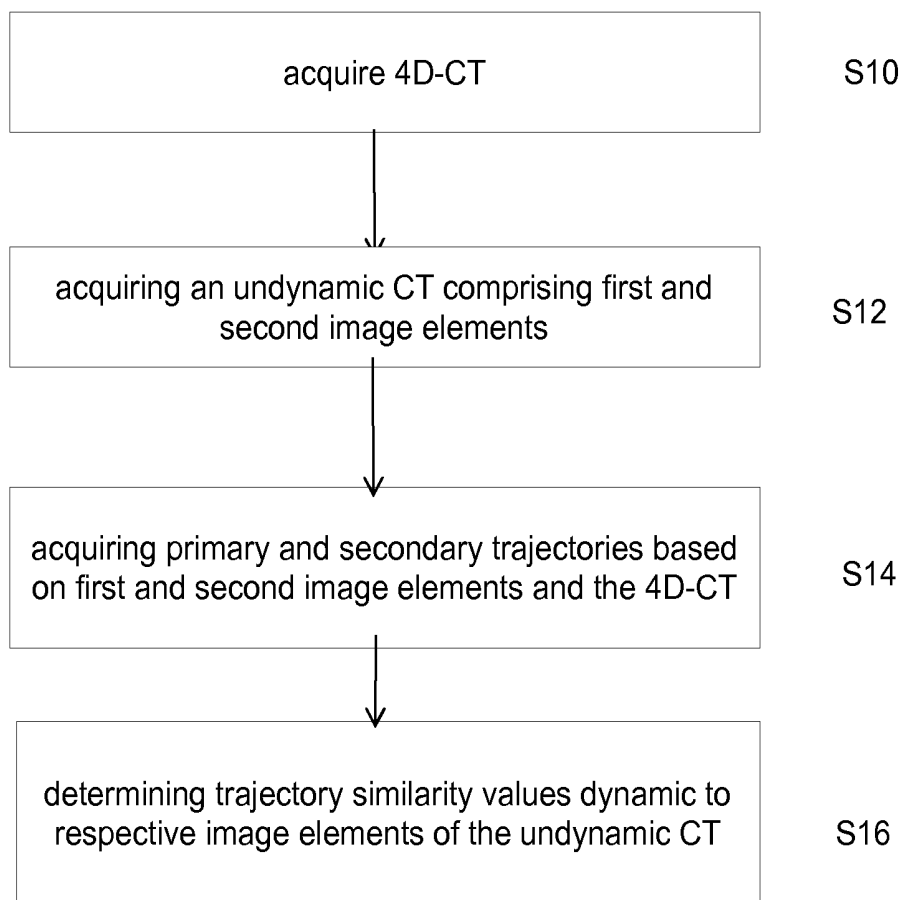 acquire 4D-CT
S10
acquiring an undynamic CT comprising first and
second image elements
S12
acquiring primary and secondary trajectories based
on first and second image elements and the 4D-CT
S14
determining trajectory similarity values dynamic to
respective image elements of the undynamic CT
S16